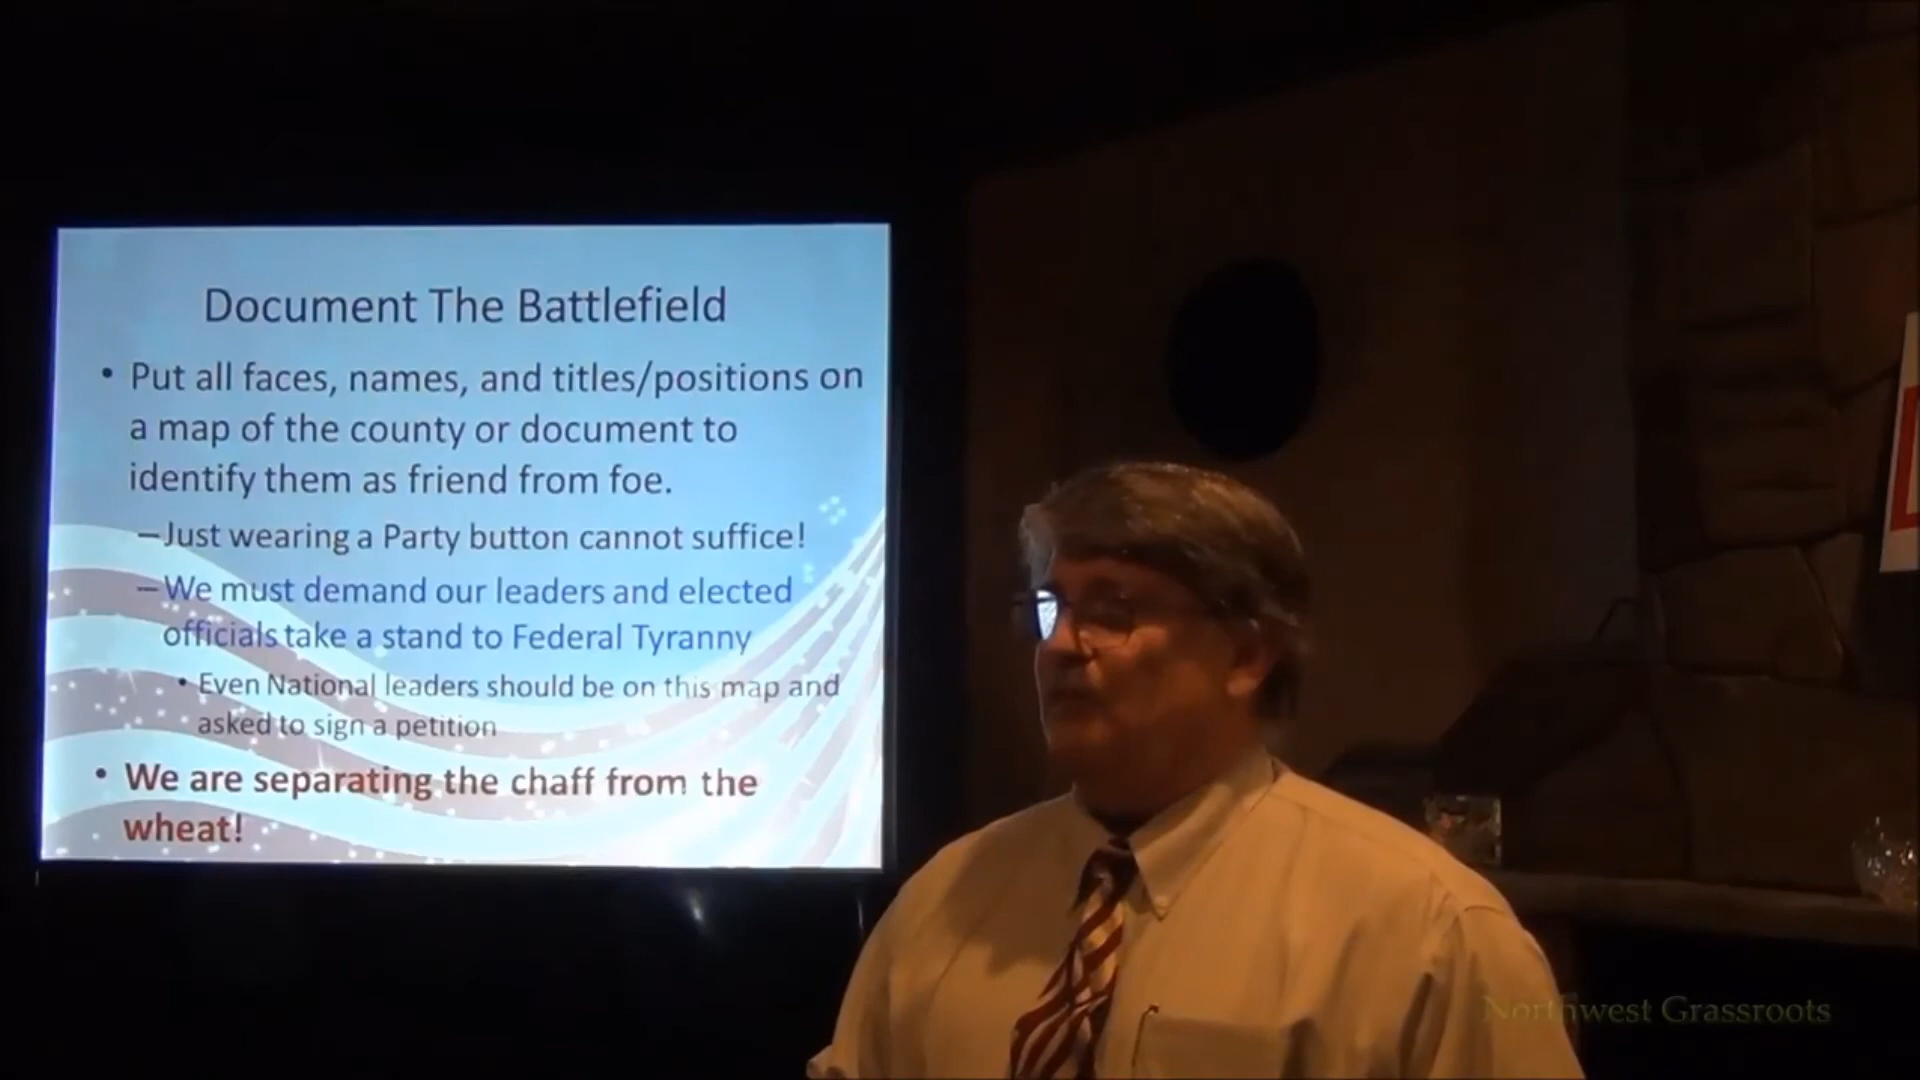 Document The Battlefield
• Put all faces, names, and titles/positions on
a map of the county or document to
identify them as friend from foe.
–Just wearing a Party button cannot suffice!
–We must demand our leaders and elected
officials take a stand to Federal Tyranny
• Even National leaders should be on this map and
asked to sign a petition
• We are separating the chaff from the
wheat!
Northwest Grassroots